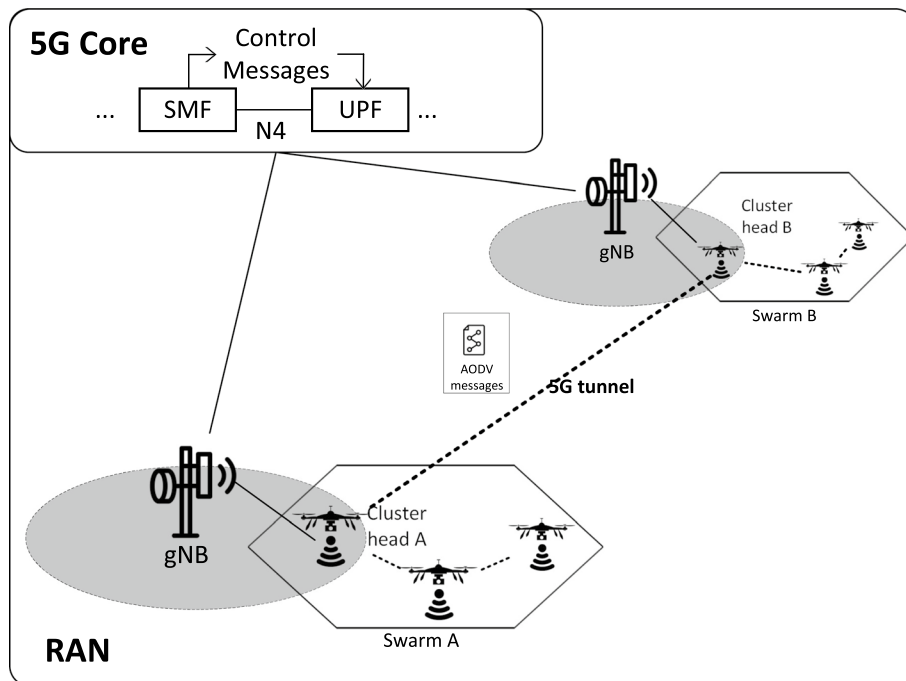 5G Core
Control
Messages
... SMF UPF ...
N4
gNB
Cluster
head B
Swarm B
AODV
messages
5G tunnel
gNB
Cluster
head A
Swarm A
RAN